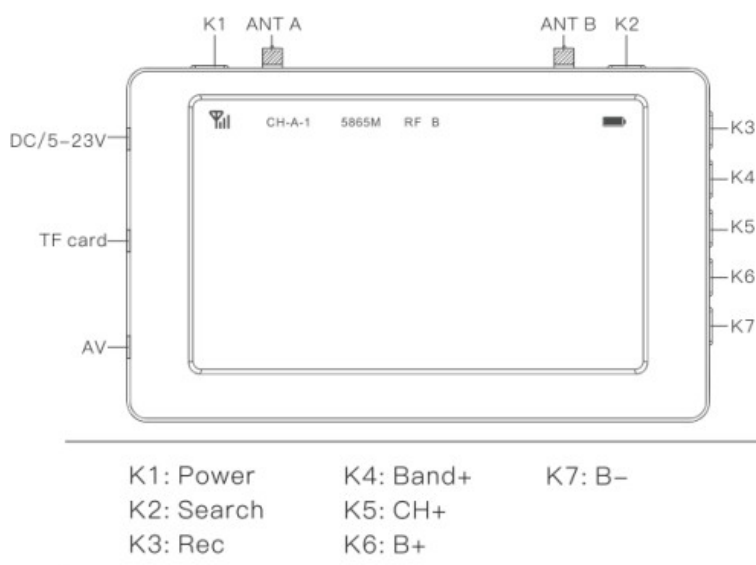 K1 ANT A ANT B K2
CH-A-1 5865M RF B
DC/5-23V
TF card
AV
K3
K4
K5
K6
K7
K1: Power K4: Band+ K7: B-
K2: Search K5: CH+
K3: Rec K6: B+